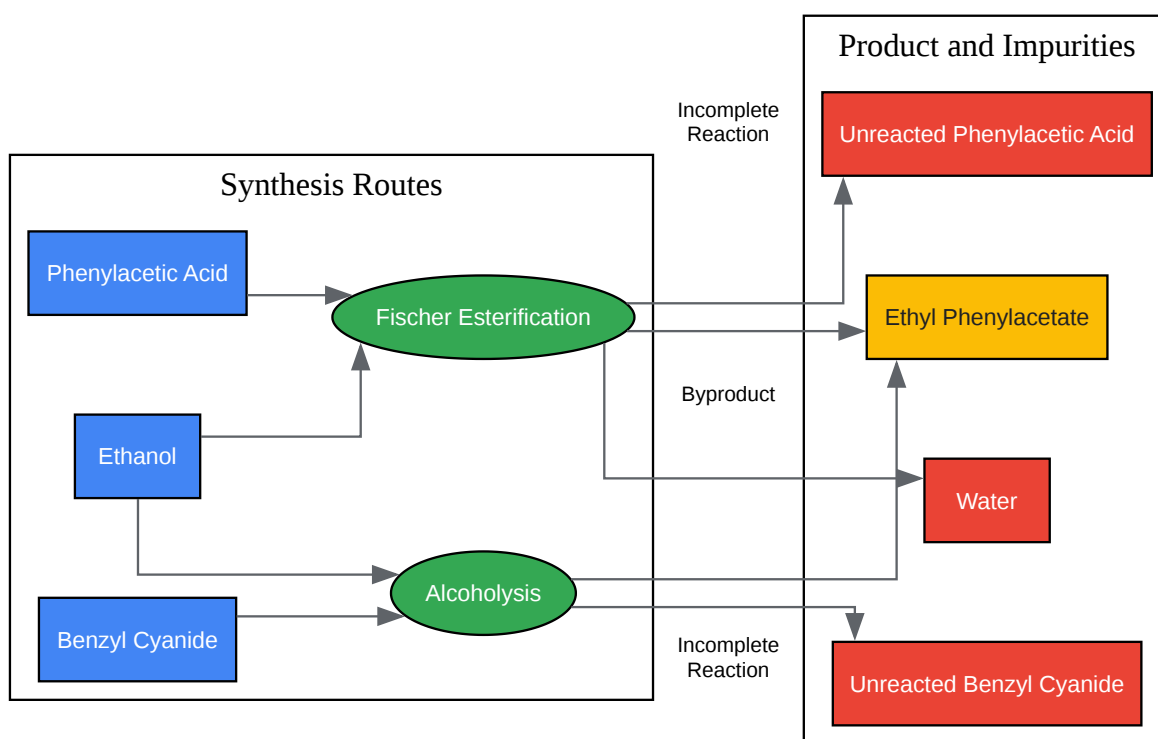 Product and Impurities
Incomplete
Reaction
Unreacted Phenylacetic Acid
Synthesis Routes
Phenylacetic Acid
Fischer Esterification
Ethyl Phenylacetate
Byproduct
Ethanol
Water
Alcoholysis
Benzyl Cyanide
Incomplete
Reaction
Unreacted Benzyl Cyanide